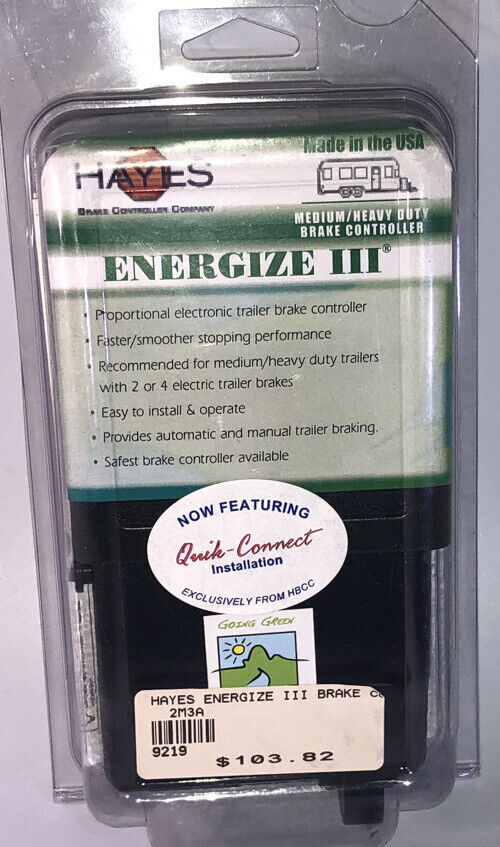 HAYES
BRAKE CONTROLLER COMPANY
Made in the USA
MEDIUM/HEAVY DUTY
BRAKE CONTROLLER
ENERGIZE III®
• Proportional electronic trailer brake controller
• Faster/smoother stopping performance
• Recommended for medium/heavy duty trailers
with 2 or 4 electric trailer brakes
• Easy to install & operate
• Provides automatic and manual trailer braking.
• Safest brake controller available
NOW FEATURING
Quik-Connect
Installation
EXCLUSIVELY FROM HBCC
GOING GREEN
HAYES ENERGIZE III BRAKE
2M3A
9219
$103.82